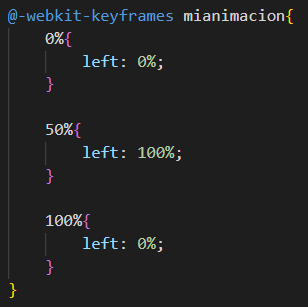 @-webkit-keyframes mianimacion{
0%{
left: 0%;
}
50%{
left: 100%;
}
100%{
left: 0%;
}
}